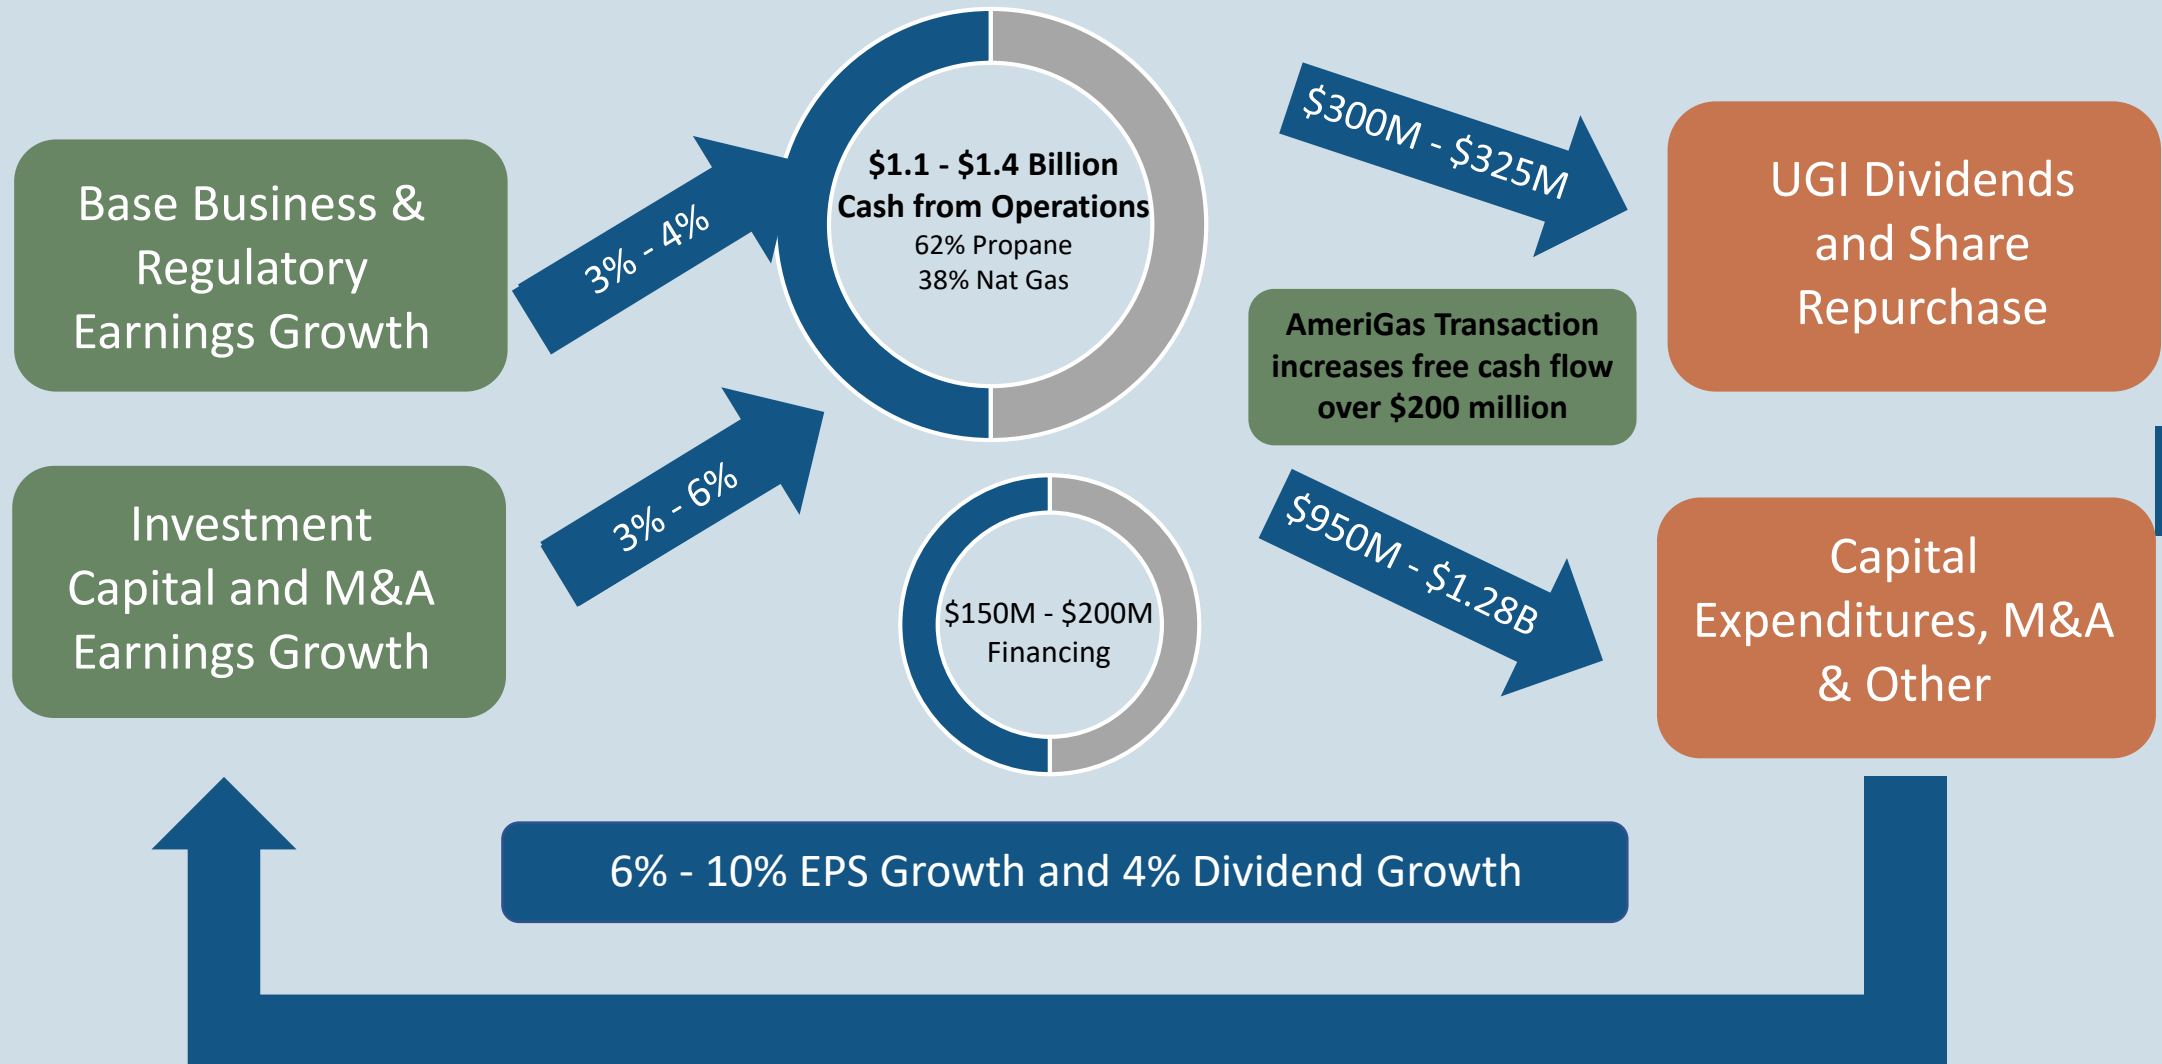 Base Business &
Regulatory
Earnings Growth
3% - 4%
Investment
Capital and M&A
Earnings Growth
3% - 6%
$1.1 - $1.4 Billion
Cash from Operations
62% Propane
38% Nat Gas
$150M - $200M
Financing
$300M - $325M
AmeriGas Transaction
increases free cash flow
over $200 million
$950M - $1.28B
UGI Dividends
and Share
Repurchase
Capital
Expenditures, M&A
& Other
6% - 10% EPS Growth and 4% Dividend Growth